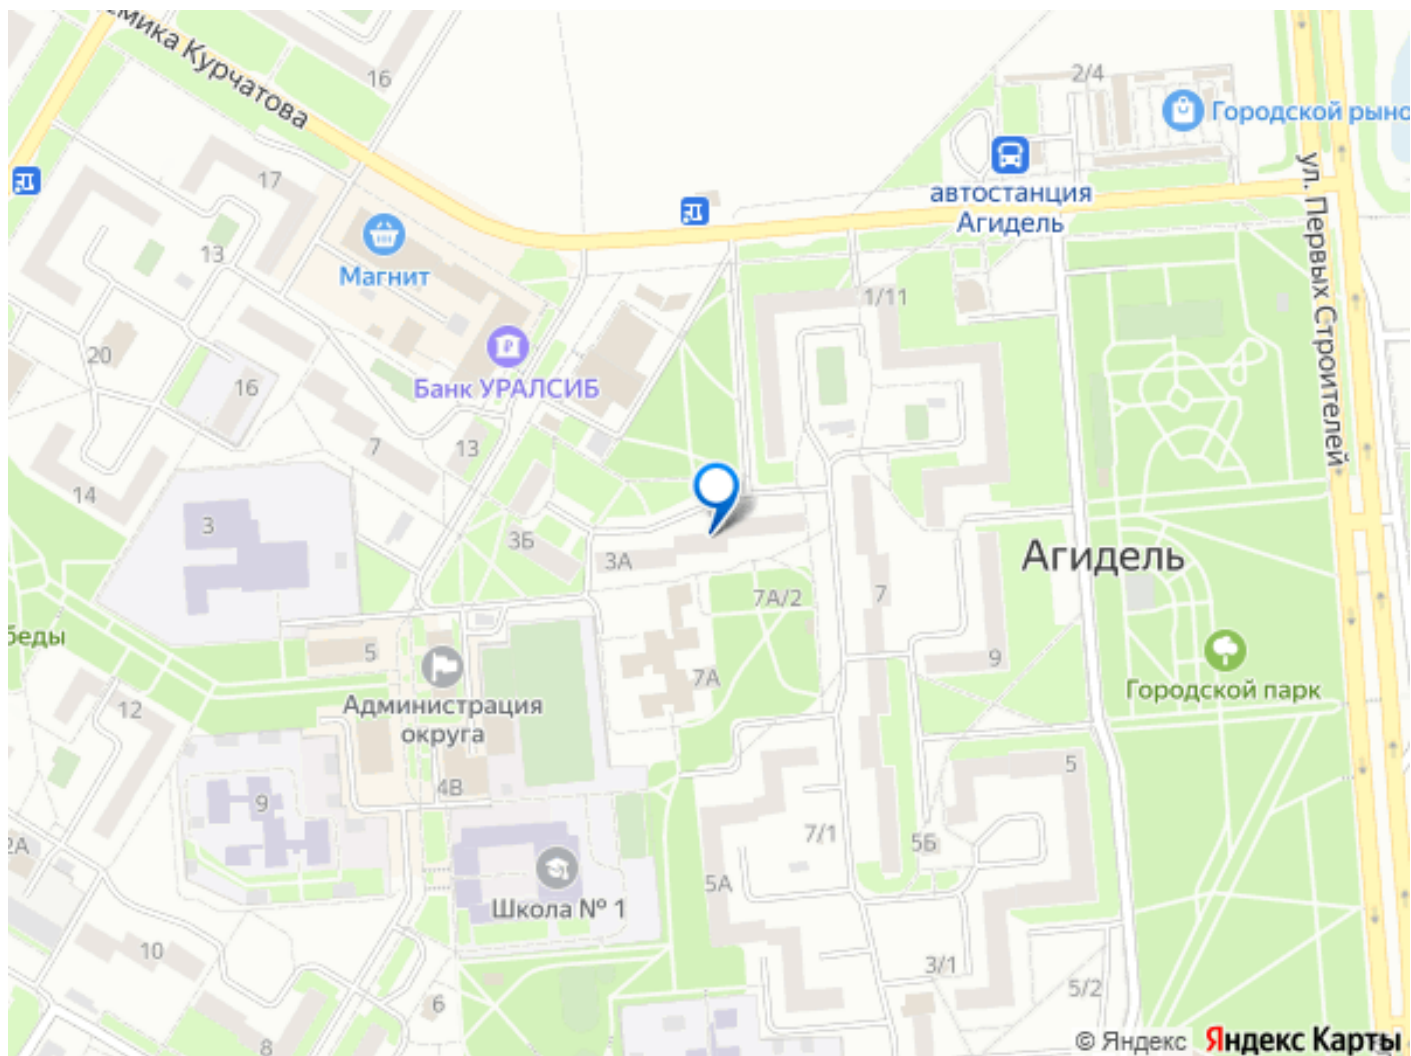 емика Курчатова
16
2/4
Городской рыно
ул. Первых Строителей
автостанция
Агидель
17
13
Магнит
1/11
20
16
Банк УРАЛСИБ
7
13
14
3
3Б
3А
Агидель
7А/2
7
беды
5
9
7А
Городской парк
Администрация
округа
12
5
4В
9
7/1
5Б
2А
5А
Школа № 1
10
3/1
5/2
6
8
© Яндекс Яндекс Карты